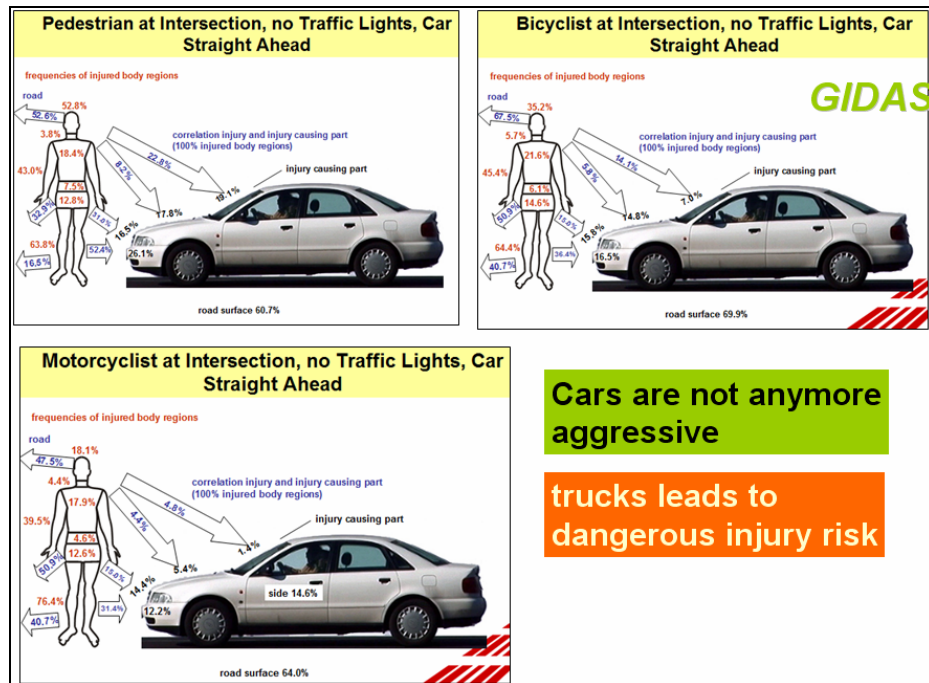 Pedestrian at Intersection, no Traffic Lights, Car
Straight Ahead
frequencies of injured body regions
road
52.8%
52.6%
3.8%
18.4%
43.0%
7.5%
12.8%
32.9%
31.0%
63.8%
16.5%
52.4%
8.2%
22.8%
correlation injury and injury causing part
(100% injured body regions)
injury causing part
19.1%
17.8%
16.5%
26.1%
road surface 60.7%
Bicyclist at Intersection, no Traffic Lights, Car
Straight Ahead
GIDAS
frequencies of injured body regions
road
35.2%
67.5%
5.7%
21.6%
45.4%
6.1%
14.6%
50.9%
15.0%
64.4%
40.7%
36.4%
5.8%
14.1%
correlation injury and injury causing part
(100% injured body regions)
injury causing part
7.0%
14.8%
15.8%
16.5%
road surface 69.9%
Motorcyclist at Intersection, no Traffic Lights, Car
Straight Ahead
frequencies of injured body regions
road
18.1%
47.5%
4.4%
17.9%
39.5%
4.6%
12.6%
50.9%
15.0%
76.4%
40.7%
31.4%
4.4%
4.8%
correlation injury and injury causing part
(100% injured body regions)
injury causing part
1.4%
5.4%
14.4%
12.2%
side 14.6%
road surface 64.0%
Cars are not anymore
aggressive
trucks leads to
dangerous injury risk